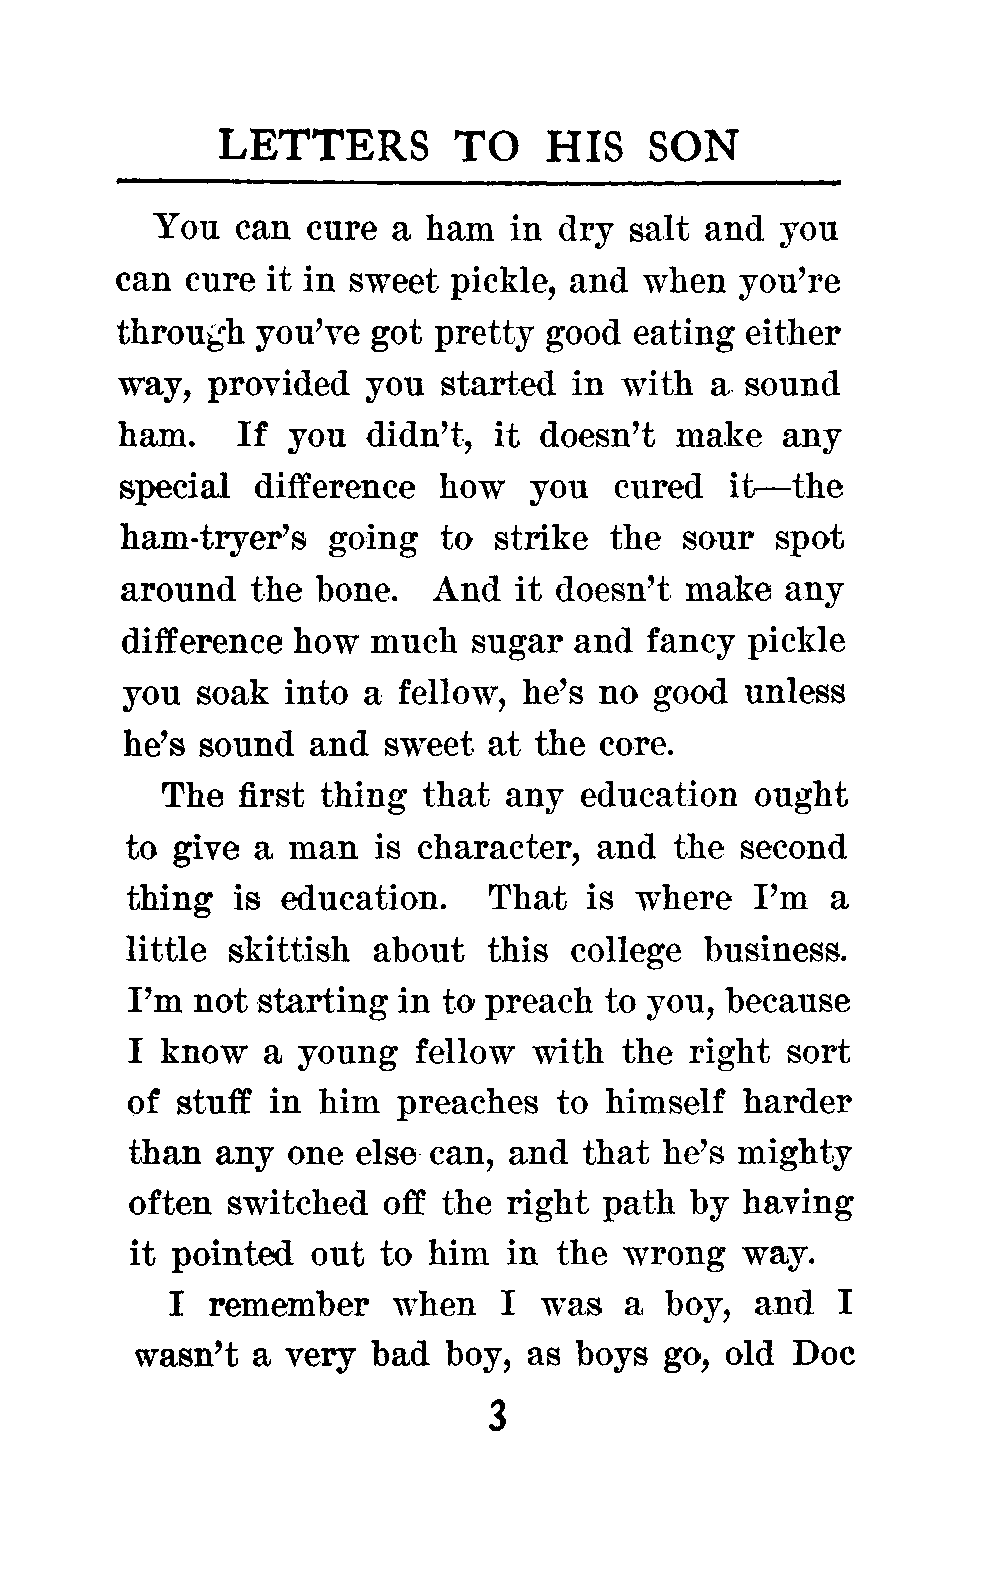 LETTERS TO HIS SON
You can cure a ham in dry salt and you
can cure it in sweet pickle, and when you're
through you've got pretty good eating either
way, provided you started in with a sound
ham. If you didn't, it doesn't make any
special difference how you cured it—the
ham-tryer's going to strike the sour spot
around the bone. And it doesn't make any
difference how much sugar and fancy pickle
you soak into a fellow, he's no good unless
he's sound and sweet at the core.
The first thing that any education ought
to give a man is character, and the second
thing is education. That is where I'm a
little skittish about this college business.
I'm not starting in to preach to you, because
I know a young fellow with the right sort
of stuff in him preaches to himself harder
than any one else can, and that he's mighty
often switched off the right path by having
it pointed out to him in the wrong way.
I remember when I was a boy, and I
wasn't a very bad boy, as boys go, old Doc
3